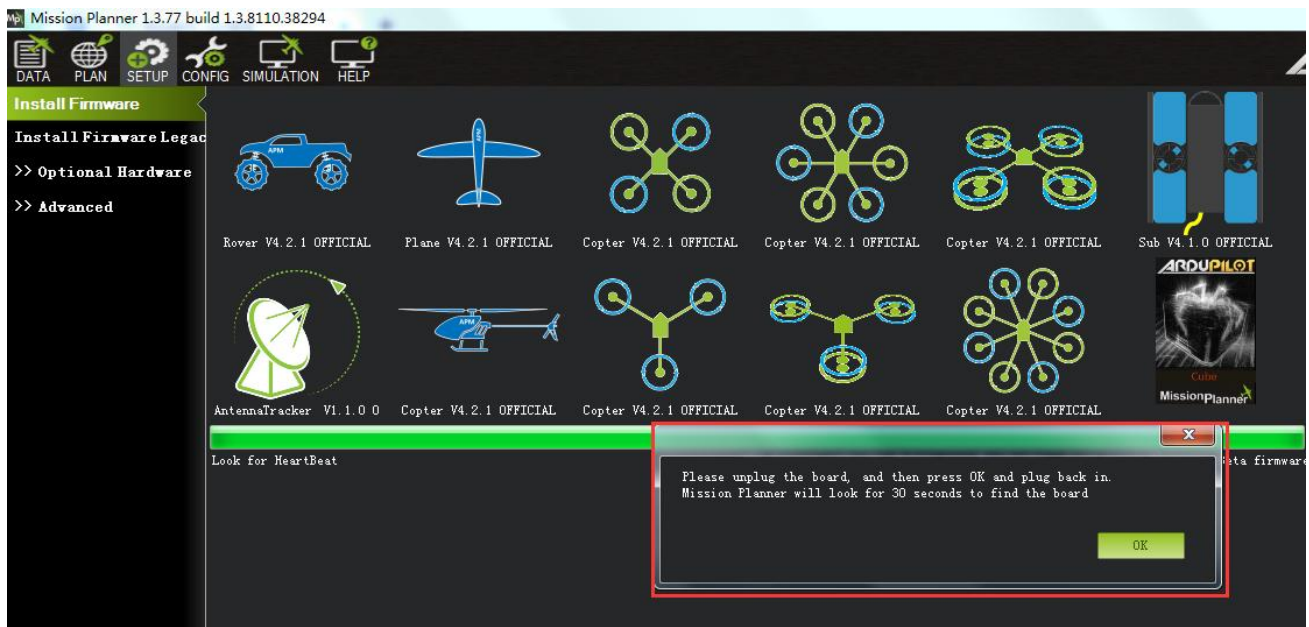 Mission Planner 1.3.77 build 1.3.8110.38294
DATA PLAN SETUP CONFIG SIMULATION HELP
Install Firmware
Install Firmware Legac
>> Optional Hardware
>> Advanced
APM
APM
Rover V4.2.1 OFFICIAL
Plane V4.2.1 OFFICIAL
Copter V4.2.1 OFFICIAL
Copter V4.2.1 OFFICIAL
Copter V4.2.1 OFFICIAL
Sub V4.1.0 OFFICIAL
APM
ARDUPILOT
Cube
MissionPlanner
AntennaTracker V1.1.0 0
Copter V4.2.1 OFFICIAL
Copter V4.2.1 OFFICIAL
Copter V4.2.1 OFFICIAL
Copter V4.2.1 OFFICIAL
Look for HeartBeat
eta firmware
Please unplug the board, and then press OK and plug back in.
Mission Planner will look for 30 seconds to find the board
OK